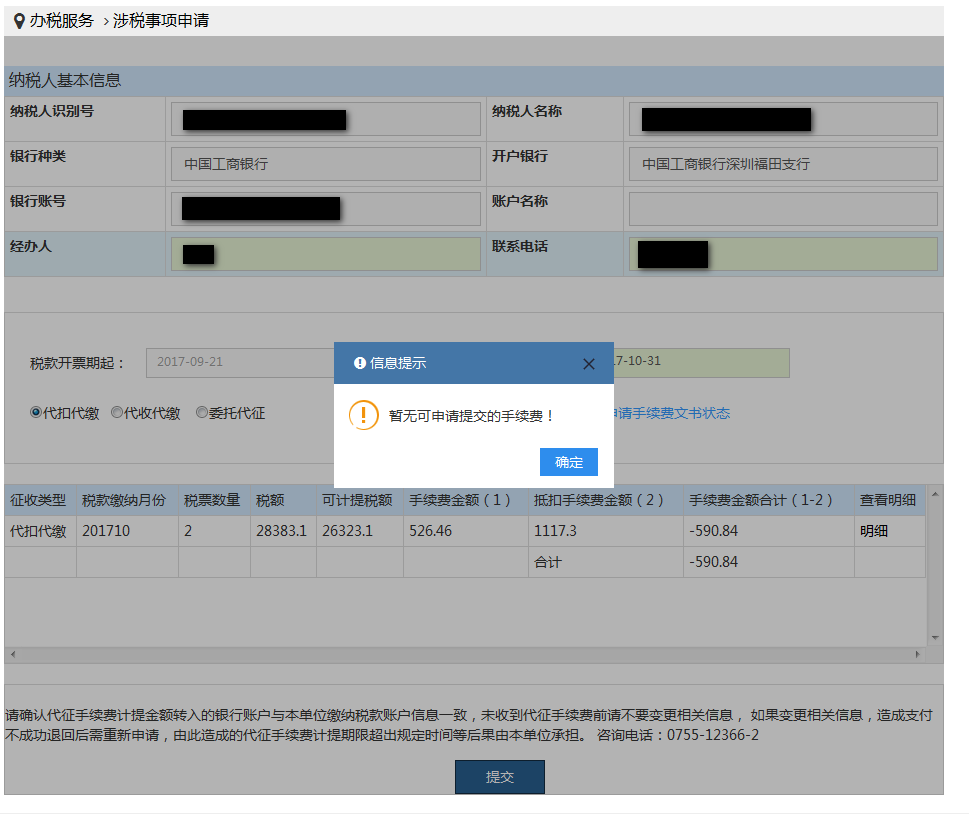 办税服务 > 涉税事项申请
纳税人基本信息
纳税人识别号 纳税人名称
银行种类 中国工商银行 开户银行 中国工商银行深圳福田支行
银行账号 账户名称
经办人 联系电话
税款开票期起： 2017-09-21 7-10-31
信息提示
暂无可申请提交的手续费！
确定
代扣代缴 代收代缴 委托代征 请手续费文书状态
征收类型 税款缴纳月份 税票数量 税额 可计提税额 手续费金额（1） 抵扣手续费金额（2） 手续费金额合计（1-2） 查看明细
代扣代缴 201710 2 28383.1 26323.1 526.46 1117.3 -590.84 明细
合计 -590.84
请确认代征手续费计提金额转入的银行账户与本单位缴纳税款账户信息一致，未收到代征手续费前请不要变更相关信息， 如果变更相关信息，造成支付
不成功退回后需重新申请，由此造成的代征手续费计提期限超出规定时间等后果由本单位承担。 咨询电话：0755-12366-2
提交